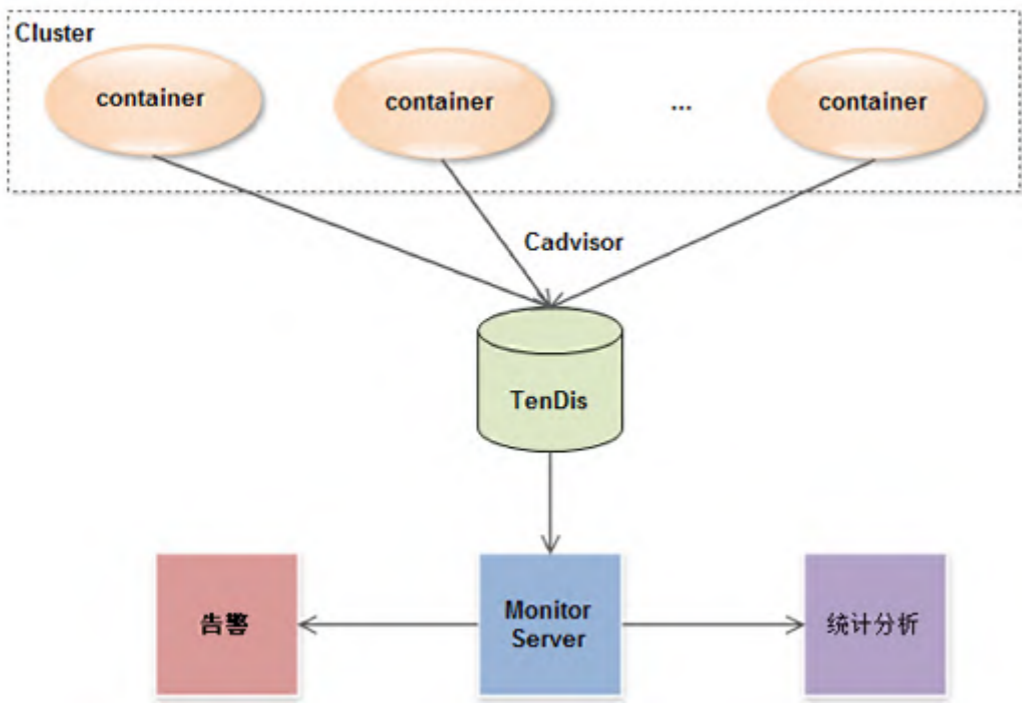 Cluster
container
container
...
container
Cadvisor
TenDis
告警
Monitor
Server
统计分析